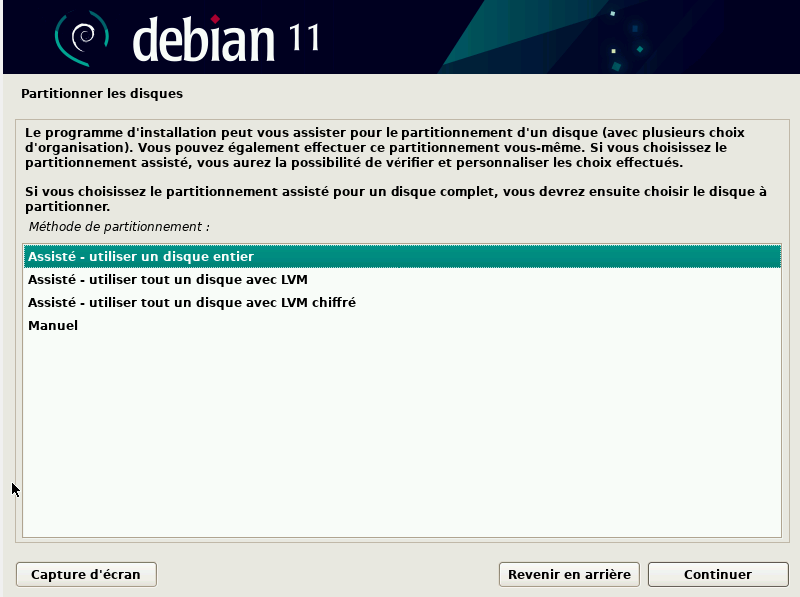 debian 11
Partitionner les disques
Le programme d'installation peut vous assister pour le partitionnement d'un disque (avec plusieurs choix
d'organisation). Vous pouvez également effectuer ce partitionnement vous-même. Si vous choisissez le
partitionnement assisté, vous aurez la possibilité de vérifier et personnaliser les choix effectués.
Si vous choisissez le partitionnement assisté pour un disque complet, vous devrez ensuite choisir le disque à
partitionner.
Méthode de partitionnement :
Assisté - utiliser un disque entier
Assisté - utiliser tout un disque avec LVM
Assisté - utiliser tout un disque avec LVM chiffré
Manuel
Capture d'écran Revenir en arrière Continuer